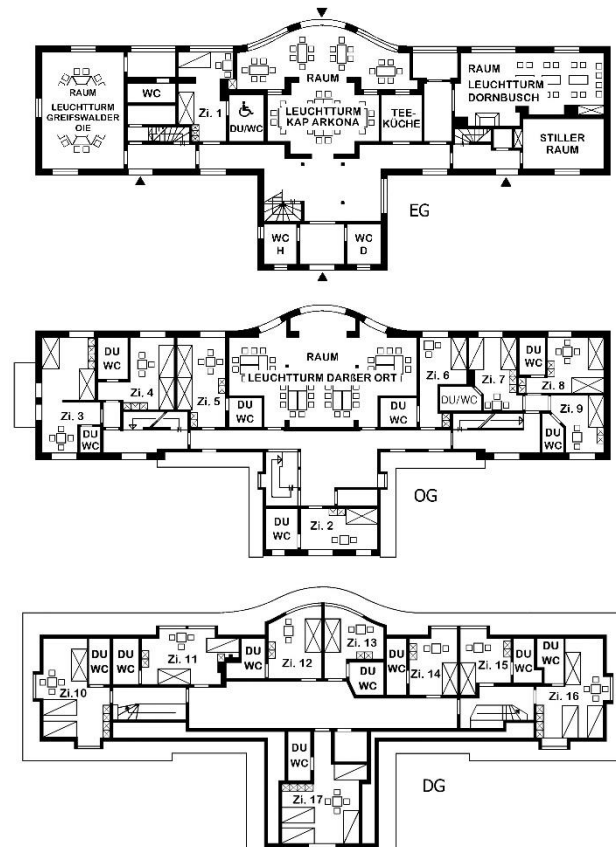 RAUM
LEUCHTTURM
GREIFSWALDER
OIE
WC
Zi. 1
DU/WC
RAUM
LEUCHTTURM
KAP ARKONA
TEE-
KÜCHE
RAUM
LEUCHTTURM
DORNBUSCH
STILLER
RAUM
WC
H
WC
D
EG
Zi. 3
DU
WC
DU
WC
Zi. 4
Zi. 5
DU
WC
RAUM
LEUCHTTURM DARßER ORT
DU
WC
Zi. 6
DU/WC
Zi. 7
DU
WC
Zi. 8
Zi. 9
DU
WC
DU
WC
Zi. 2
OG
Zi.10
DU
WC
DU
WC
Zi. 11
DU
WC
Zi. 12
Zi. 13
DU
WC
DU
WC
Zi.14
Zi.15
DU
WC
DU
WC
Zi. 16
DU
WC
Zi. 17
DG